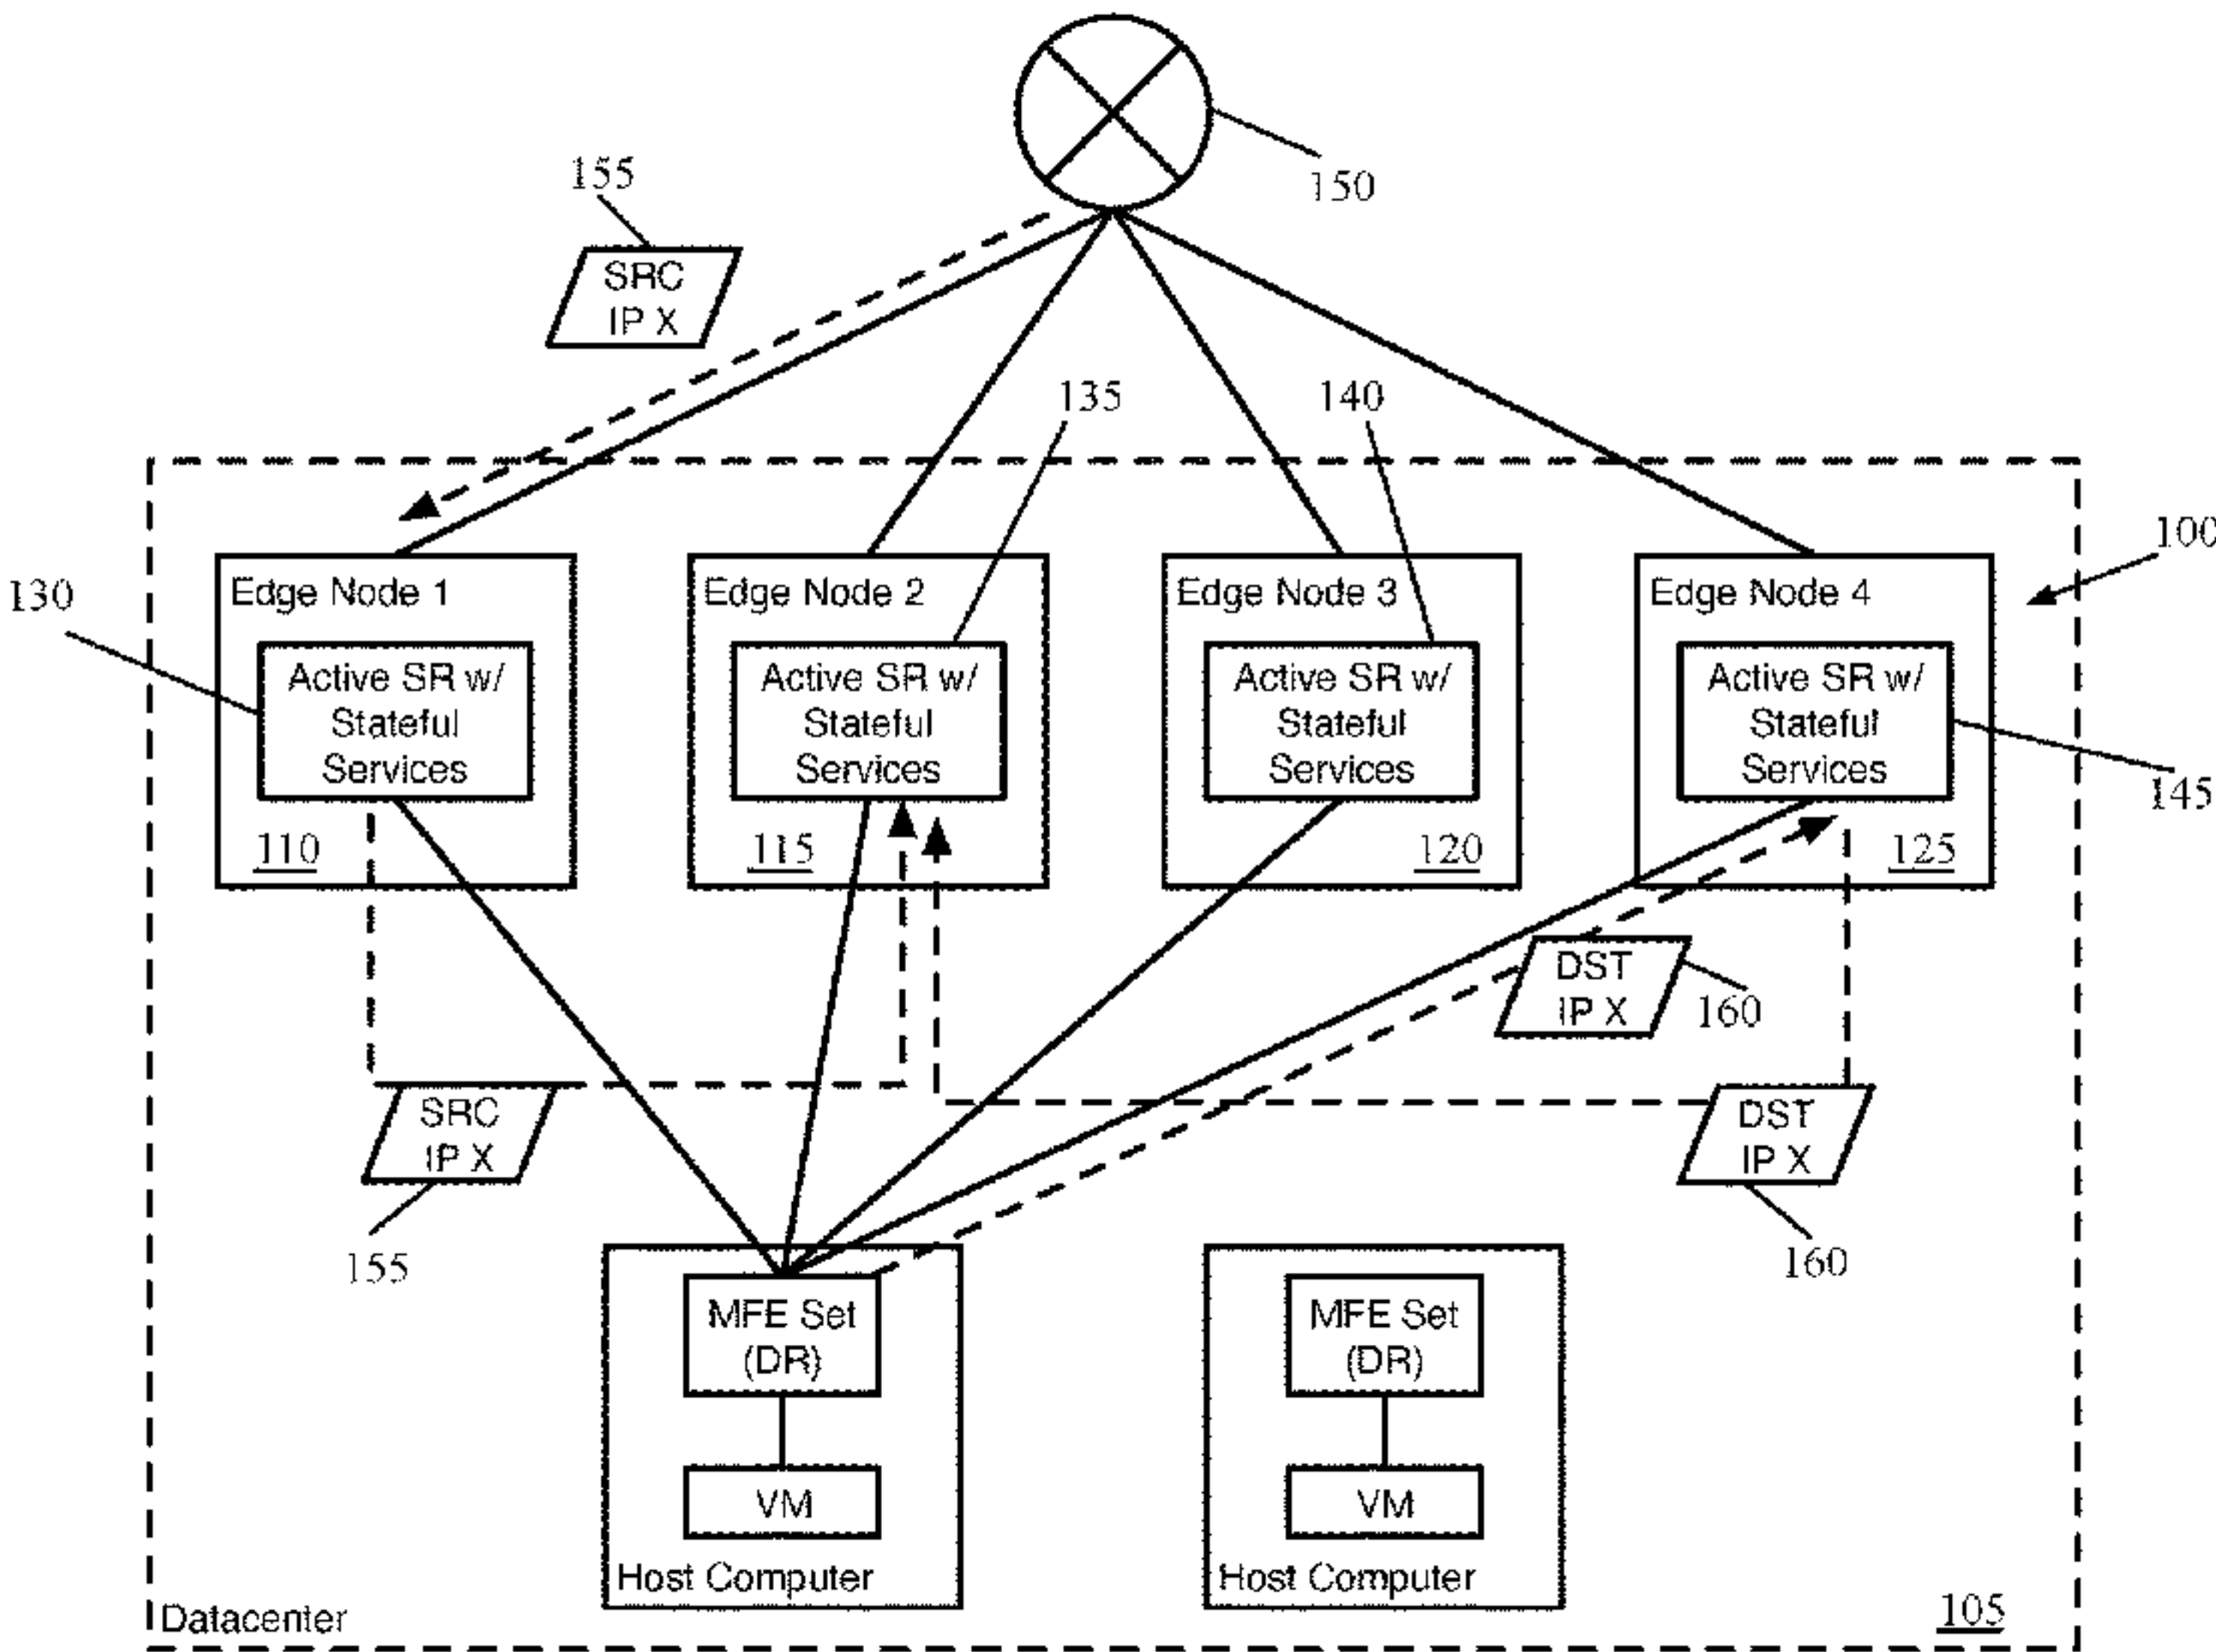 155
150
SRC
IP X
135
140
100
130
Edge Node 1
Edge Node 2
Edge Node 3
Edge Node 4
Active SR w/
Stateful
Services
Active SR w/
Stateful
Services
Active SR w/
Stateful
Services
Active SR w/
Stateful
Services
145
110
115
120
125
DST
IP X
160
SRC
IP X
DST
IP X
155
160
MFE Set
(DR)
MFE Set
(DR)
VM
VM
Host Computer
Host Computer
Datacenter
105